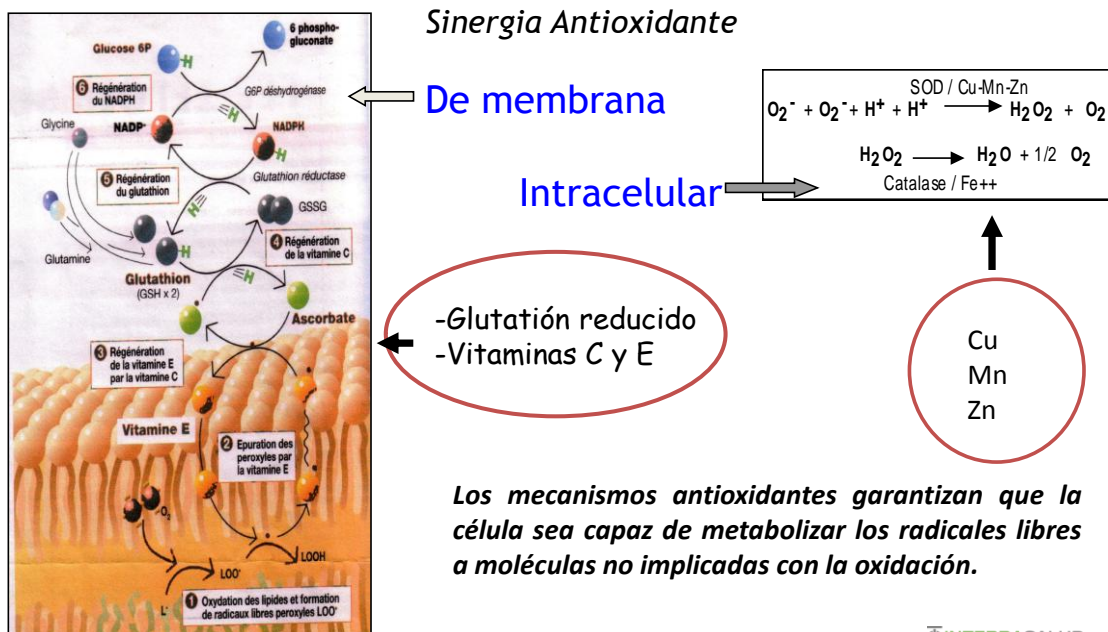 Sinergia Antioxidante
6 phospho-
gluconate
Glucose 6P
H
6 Régénération
du NADPH
G6P déshydrogénase
H
Glycine
NADP+
NADPH
H
5 Régénération
du glutathion
Glutathion réductase
H
GSSG
H
4 Régénération
de la vitamine C
Glutamine
Glutathion
(GSH x 2)
H
Ascorbate
3 Régénération
de la vitamine E
par la vitamine C
Vitamine E
2 Epuration des
peroxyles par
la vitamine E
O2
LOO·
LOOH
L·
1 Oxydation des lipides et formation
de radicaux libres peroxyles LOO·
De membrana
Intracelular
SOD / Cu-Mn-Zn
O2- + O2- + H+ + H+ → H2O2 + O2
H2O2 → H2O + 1/2 O2
Catalase / Fe++
-Glutatión reducido
-Vitaminas C y E
Cu
Mn
Zn
Los mecanismos antioxidantes garantizan que la
célula sea capaz de metabolizar los radicales libres
a moléculas no implicadas con la oxidación.